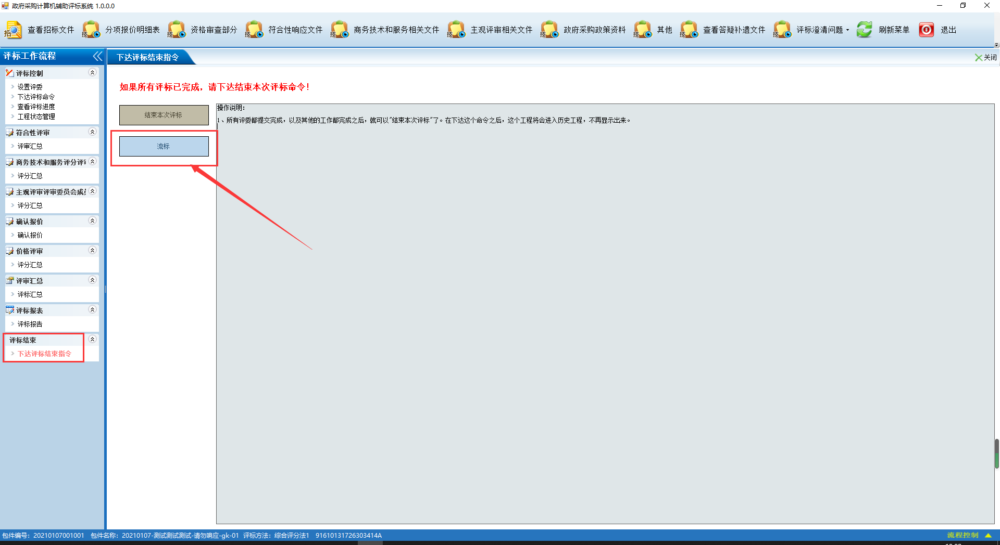 政府采购计算机辅助评标系统 1.0.0.0
查看招标文件 分项报价明细表 资格审查部分 符合性响应文件 商务技术和服务相关文件 主观评审相关文件 政府采购政策资料 其他 查看答疑补遗文件 评标澄清问题 刷新菜单 退出
评标工作流程
下达评标结束指令
关闭
评标控制
设置评委
下达评标命令
查看评标进度
工程状态管理
符合性评审
评审汇总
商务技术和服务评分评
评分汇总
主观评审评审委员会成
评分汇总
确认报价
确认报价
价格评审
评分汇总
评审汇总
评标汇总
评标报表
评标报告
评标结束
下达评标结束指令
如果所有评标已完成，请下达结束本次评标命令！
结束本次评标
流标
操作说明：
1、所有评委都提交完成，以及其他的工作都完成之后，就可以"结束本次评标"了。在下达这个命令之后，这个工程将会进入历史工程，不再显示出来。
包件编号：20210107001001 包件名称：20210107-测试测试测试-请勿响应-gk-01 评标方法：综合评分法1 91610131726303414A
流程控制